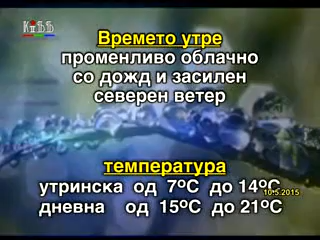 KISS
Времето утре
променливо облачно
со дожд и засилен
северен ветер
температура
утринска од 7ºC до 14ºC
10.5.2015
дневна од 15ºC до 21ºC